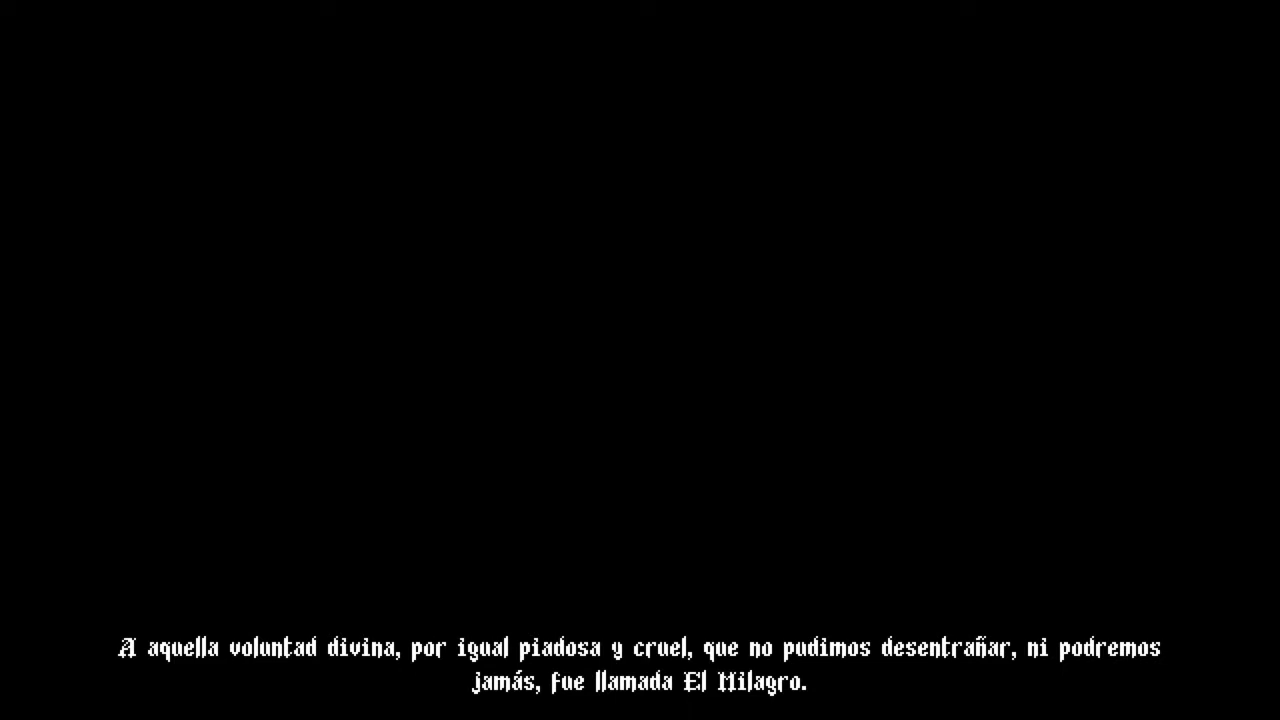 A aquella voluntad divina, por igual piadosa y cruel, que no pudimos desentrañar, ni podremos
jamás, fue llamada El Milagro.